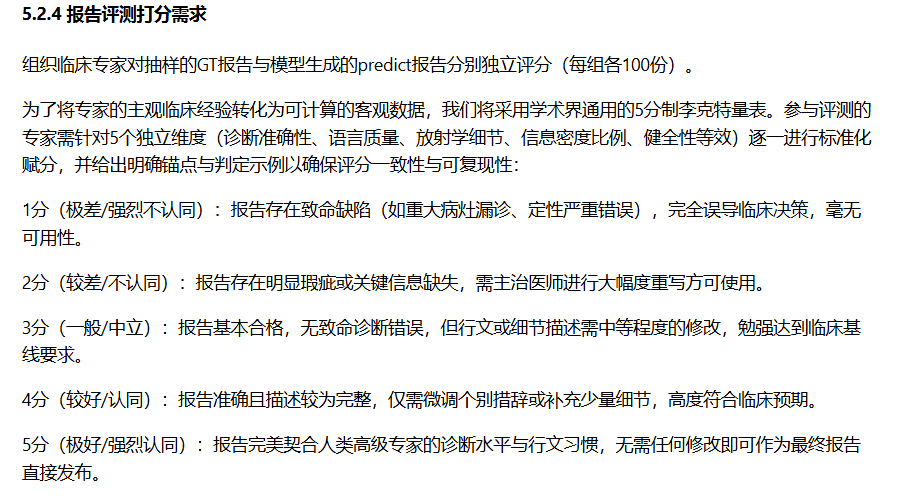 5.2.4 报告评测打分需求
组织临床专家对抽样的GT报告与模型生成的predict报告分别独立评分（每组各100份）。
为了将专家的主观临床经验转化为可计算的客观数据，我们将采用学术界通用的5分制李克特量表。参与评测的
专家需针对5个独立维度（诊断准确性、语言质量、放射学细节、信息密度比例、健全性等效）逐一进行标准化
赋分，并给出明确锚点与判定示例以确保评分一致性与可复现性：
1分（极差/强烈不认同）：报告存在致命缺陷（如重大病灶漏诊、定性严重错误），完全误导临床决策，毫无
可用性。
2分（较差/不认同）：报告存在明显瑕疵或关键信息缺失，需主治医师进行大幅度重写方可使用。
3分（一般/中立）：报告基本合格，无致命诊断错误，但行文或细节描述需中等程度的修改，勉强达到临床基
线要求。
4分（较好/认同）：报告准确且描述较为完整，仅需微调个别措辞或补充少量细节，高度符合临床预期。
5分（极好/强烈认同）：报告完美契合人类高级专家的诊断水平与行文习惯，无需任何修改即可作为最终报告
直接发布。